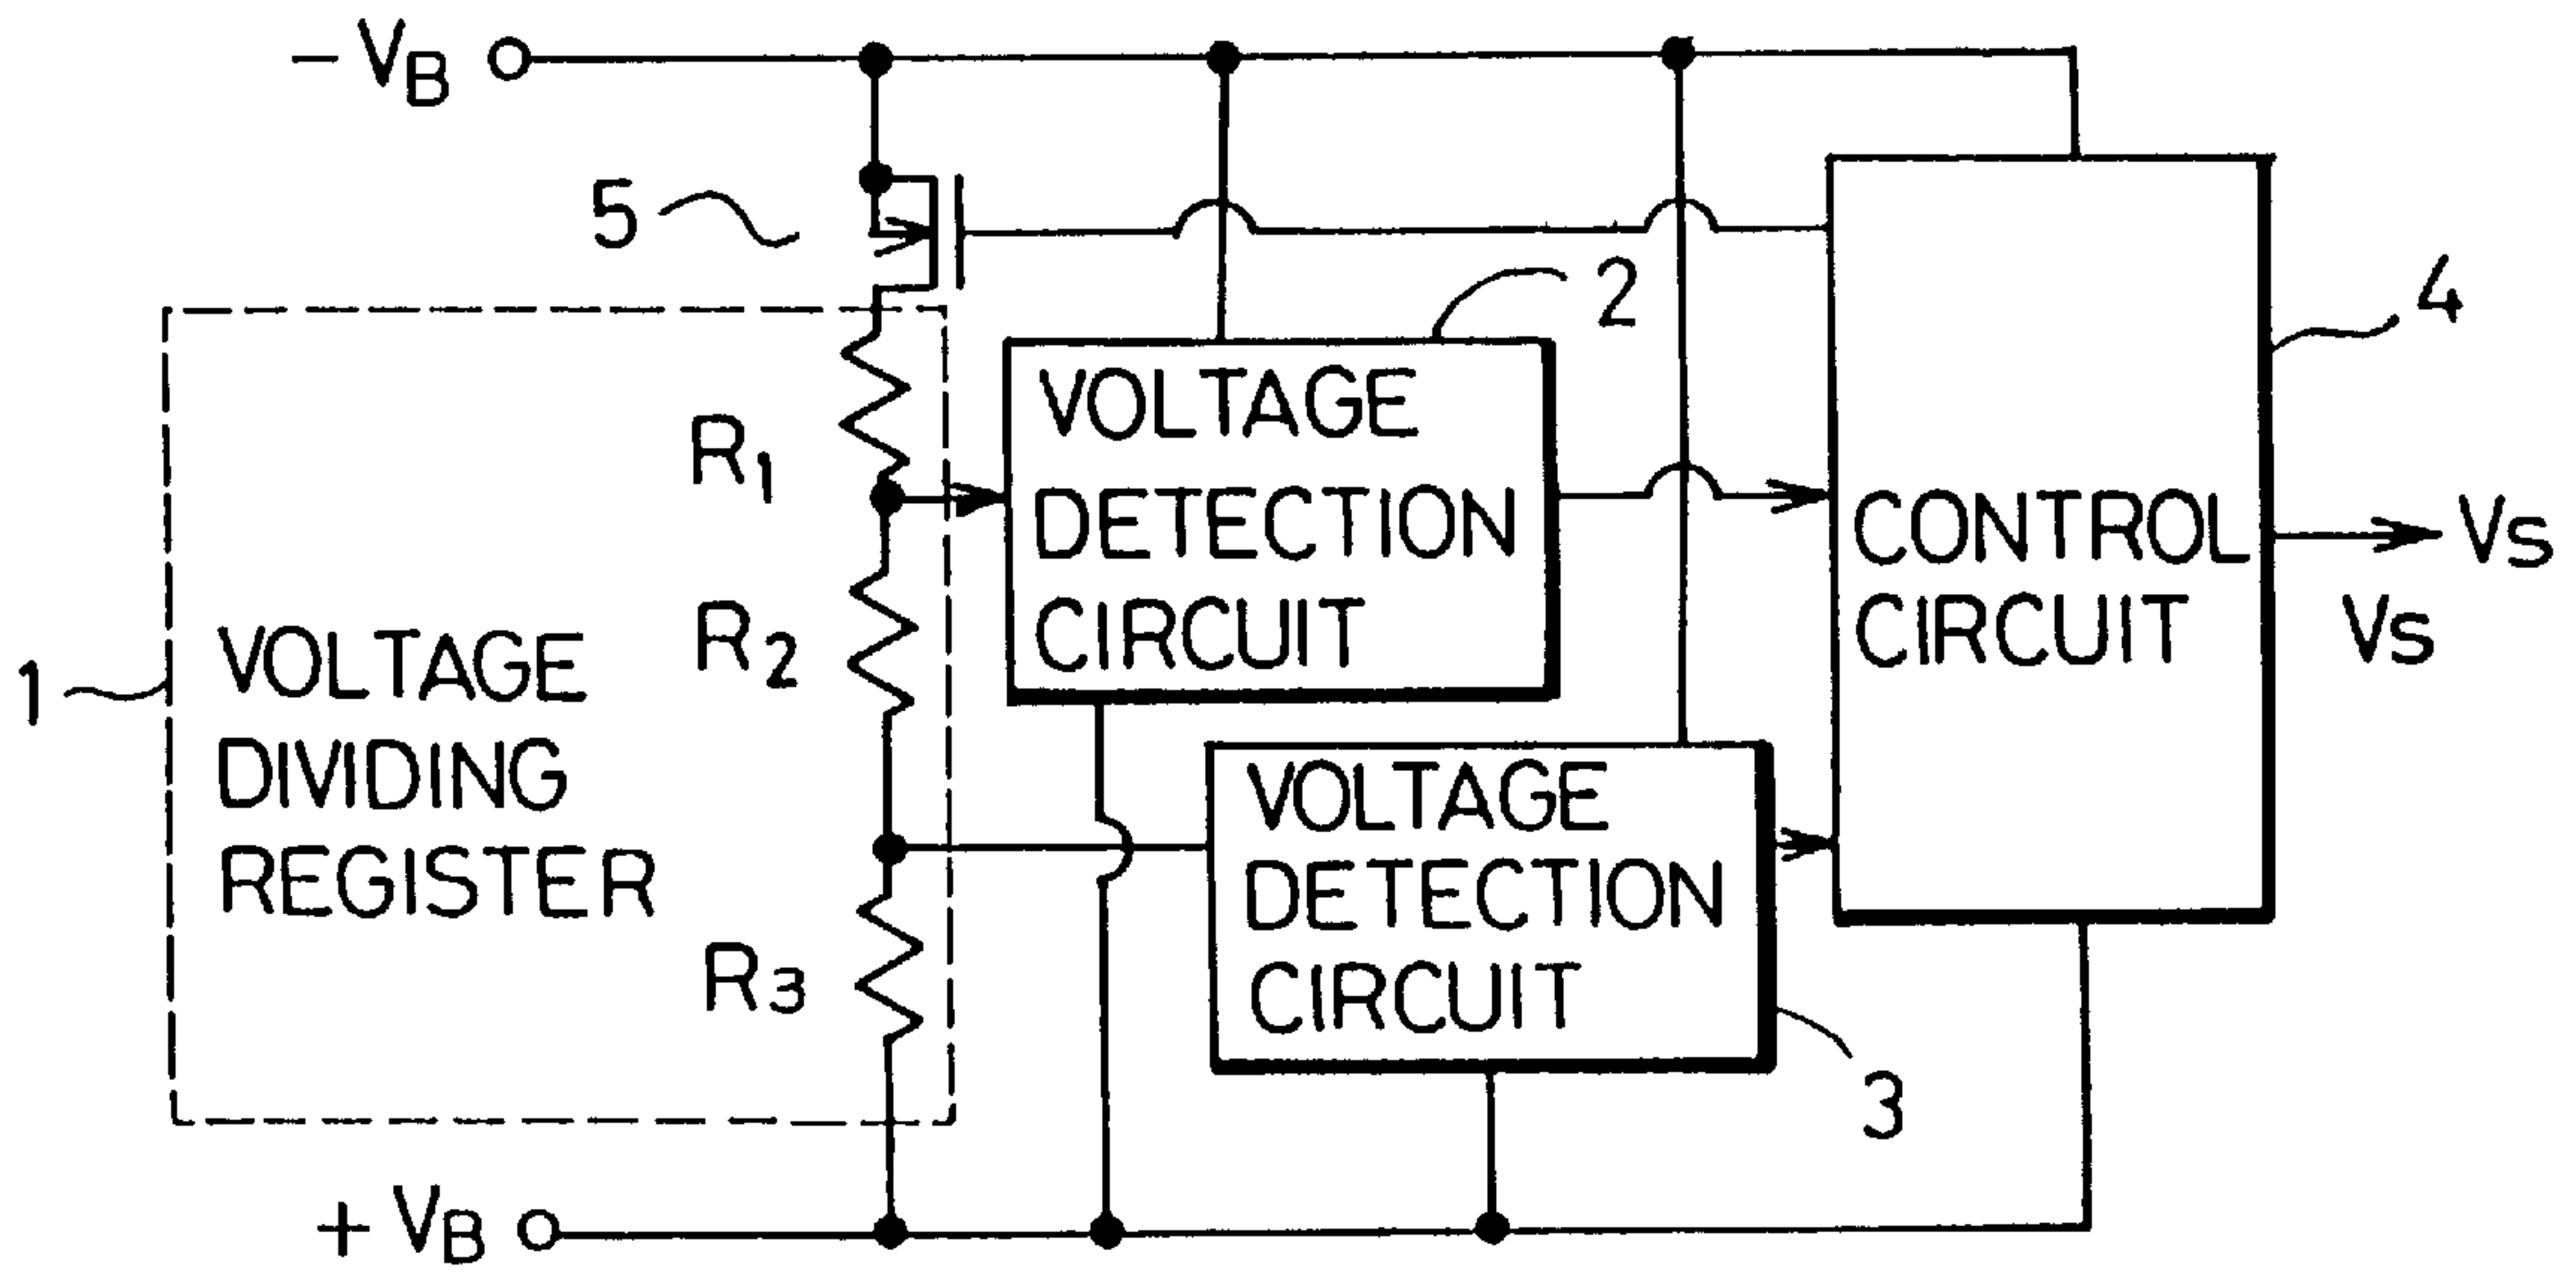 − VB
5
2
4
VOLTAGE
DETECTION
CIRCUIT
R1
CONTROL
CIRCUIT
VS
VS
R2
1
VOLTAGE
DIVIDING
REGISTER
VOLTAGE
DETECTION
CIRCUIT
R3
3
+ VB